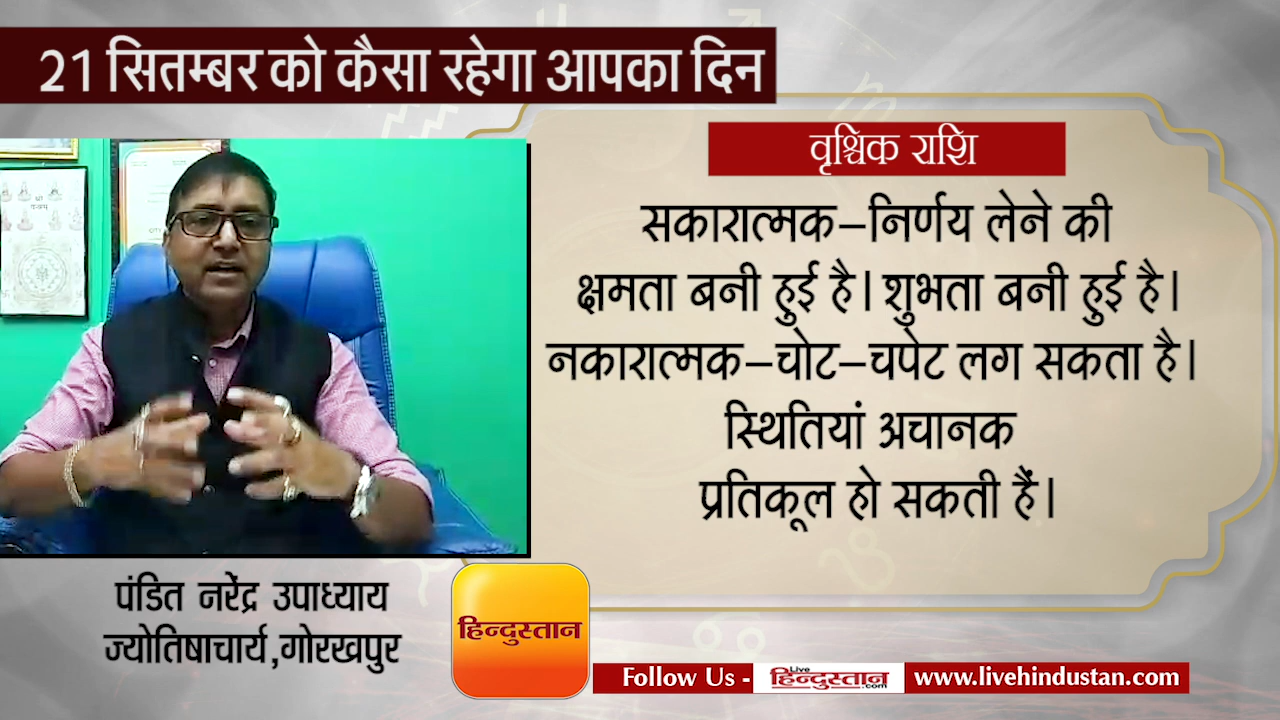 21 सितम्बर को कैसा रहेगा आपका दिन
वृश्चिक राशि
सकारात्मक–निर्णय लेने की
क्षमता बनी हुई है। शुभता बनी हुई है।
नकारात्मक–चोट–चपेट लग सकता है।
स्थितियां अचानक
प्रतिकूल हो सकती हैं।
पंडित नरेंद्र उपाध्याय
ज्योतिषाचार्य,गोरखपुर
हिन्दुस्तान
Follow Us - Live हिन्दुस्तान .com www.livehindustan.com